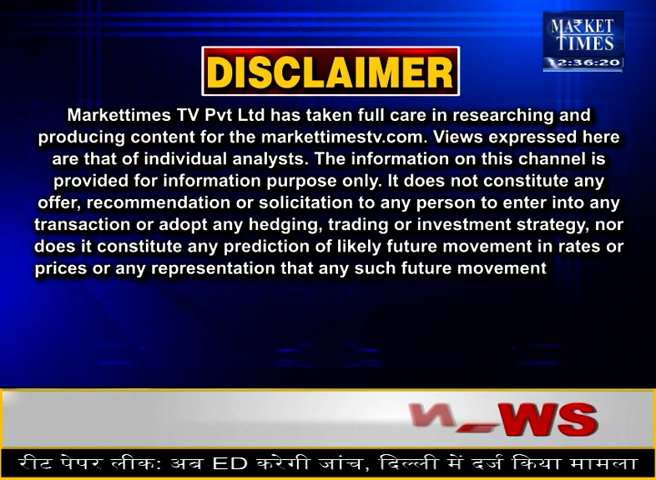 MARKET
TIMES
12:36:20
DISCLAIMER
Markettimes TV Pvt Ltd has taken full care in researching and
producing content for the markettimestv.com. Views expressed here
are that of individual analysts. The information on this channel is
provided for information purpose only. It does not constitute any
offer, recommendation or solicitation to any person to enter into any
transaction or adopt any hedging, trading or investment strategy, nor
does it constitute any prediction of likely future movement in rates or
prices or any representation that any such future movement
NEWS
रीट पेपर लीक: अब ED करेगी जांच, दिल्ली में दर्ज किया मामला